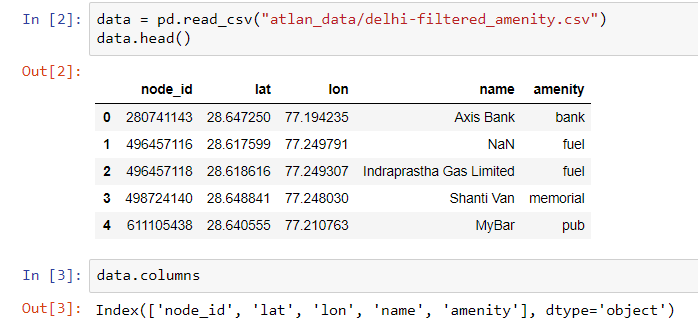 In [2]: data = pd.read_csv("atlan_data/delhi-filtered_amenity.csv")
data.head()
Out[2]:
node_id lat lon name amenity
0 280741143 28.647250 77.194235 Axis Bank bank
1 496457116 28.617599 77.249791 NaN fuel
2 496457118 28.618616 77.249307 Indraprastha Gas Limited fuel
3 498724140 28.648841 77.248030 Shanti Van memorial
4 611105438 28.640555 77.210763 MyBar pub
In [3]: data.columns
Out[3]: Index(['node_id', 'lat', 'lon', 'name', 'amenity'], dtype='object')